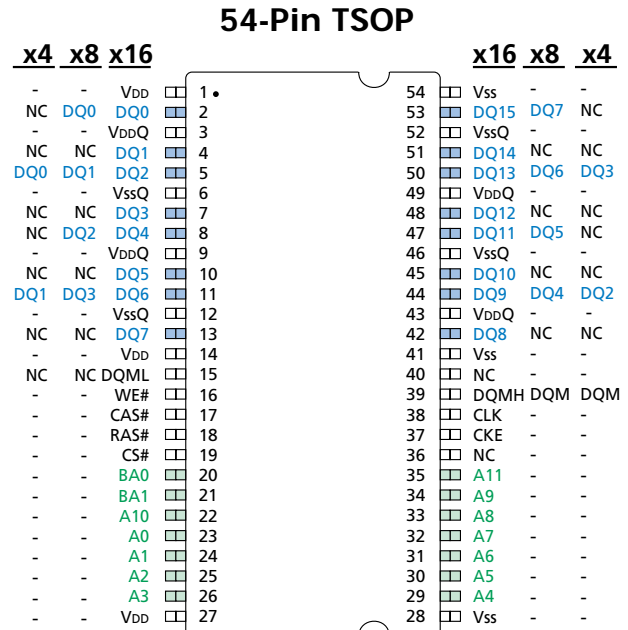 54-Pin TSOP
x4 x8 x16 x16 x8 x4
- - VDD 1 • 54 Vss - -
NC DQ0 DQ0 2 53 DQ15 DQ7 NC
- - VDDQ 3 52 VssQ - -
NC NC DQ1 4 51 DQ14 NC NC
DQ0 DQ1 DQ2 5 50 DQ13 DQ6 DQ3
- - VssQ 6 49 VDDQ - -
NC NC DQ3 7 48 DQ12 NC NC
NC DQ2 DQ4 8 47 DQ11 DQ5 NC
- - VDDQ 9 46 VssQ - -
NC NC DQ5 10 45 DQ10 NC NC
DQ1 DQ3 DQ6 11 44 DQ9 DQ4 DQ2
- - VssQ 12 43 VDDQ - -
NC NC DQ7 13 42 DQ8 NC NC
- - VDD 14 41 Vss - -
NC NC DQML 15 40 NC - -
- - WE# 16 39 DQMH DQM DQM
- - CAS# 17 38 CLK - -
- - RAS# 18 37 CKE - -
- - CS# 19 36 NC - -
- - BA0 20 35 A11 - -
- - BA1 21 34 A9 - -
- - A10 22 33 A8 - -
- - A0 23 32 A7 - -
- - A1 24 31 A6 - -
- - A2 25 30 A5 - -
- - A3 26 29 A4 - -
- - VDD 27 28 Vss - -